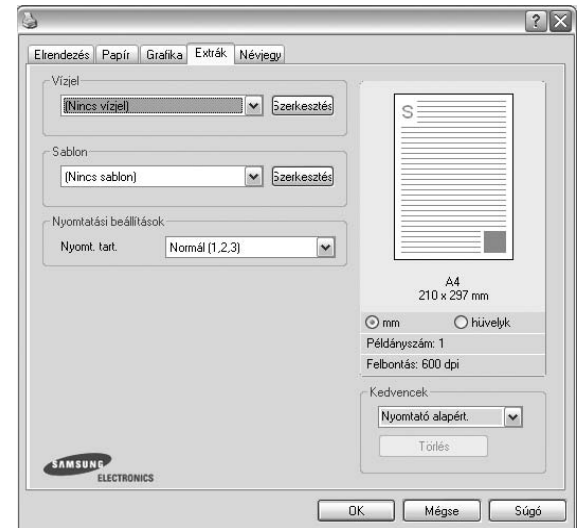 Elrendezés Papír Grafika Extrák Névjegy
Vízjel
(Nincs vízjel)
Szerkesztés
Sablon
(Nincs sablon)
Szerkesztés
Nyomtatási beállítások
Nyomt. tart. Normál (1,2,3)
S
A4
210 x 297 mm
mm hüvelyk
Példányszám: 1
Felbontás: 600 dpi
Kedvencek
Nyomtató alapért.
Törlés
SAMSUNG
ELECTRONICS
OK Mégse Súgó